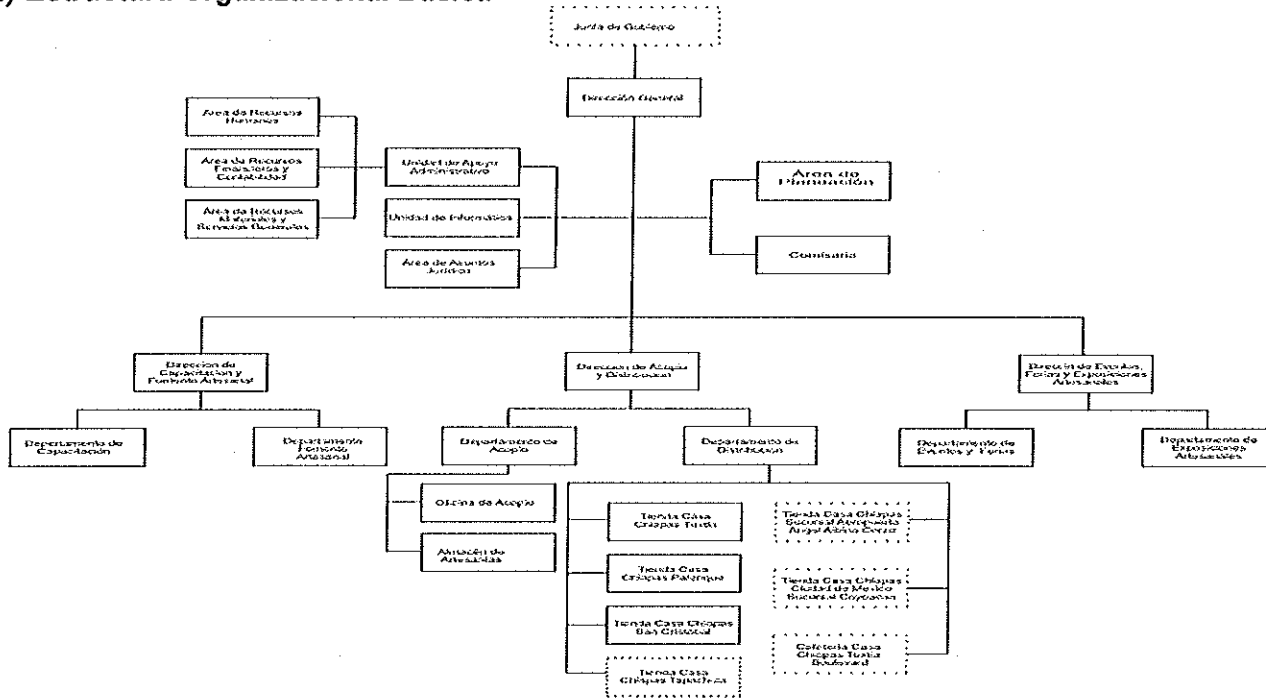 Estructura Organizacional Básica
Junta de Gobierno
Dirección General
Área de Recursos
Humanos
Área de Recursos
Financieros y
Contabilidad
Área de Recursos
Materiales y
Servicios Generales
Unidad de Apoyo
Administrativo
Unidad de Informática
Área de Asuntos
Jurídicos
Área de
Planeación
Comisaría
Dirección de
Capacitación y
Fomento Artesanal
Dirección de Acopio
y Distribución
Dirección de Eventos,
Ferias y Exposiciones
Artesanales
Departamento de
Capacitación
Departamento
Fomento
Artesanal
Departamento de
Acopio
Departamento de
Distribución
Departamento de
Eventos y Ferias
Departamento de
Exposiciones
Artesanales
Oficina de Acopio
Almacén de
Artesanías
Tienda Casa
Chiapas Tuxtla
Tienda Casa
Chiapas Palenque
Tienda Casa Chiapas
San Cristobal
Tienda Casa
Chiapas Tapachula
Tienda Casa Chiapas
Sucursal Aeropuerto
Ángel Albino Corzo
Tienda Casa Chiapas
Ciudad de Mexico
Sucursal Coyoacan
Cafetería Casa
Chiapas Tuxtla
Boulevard